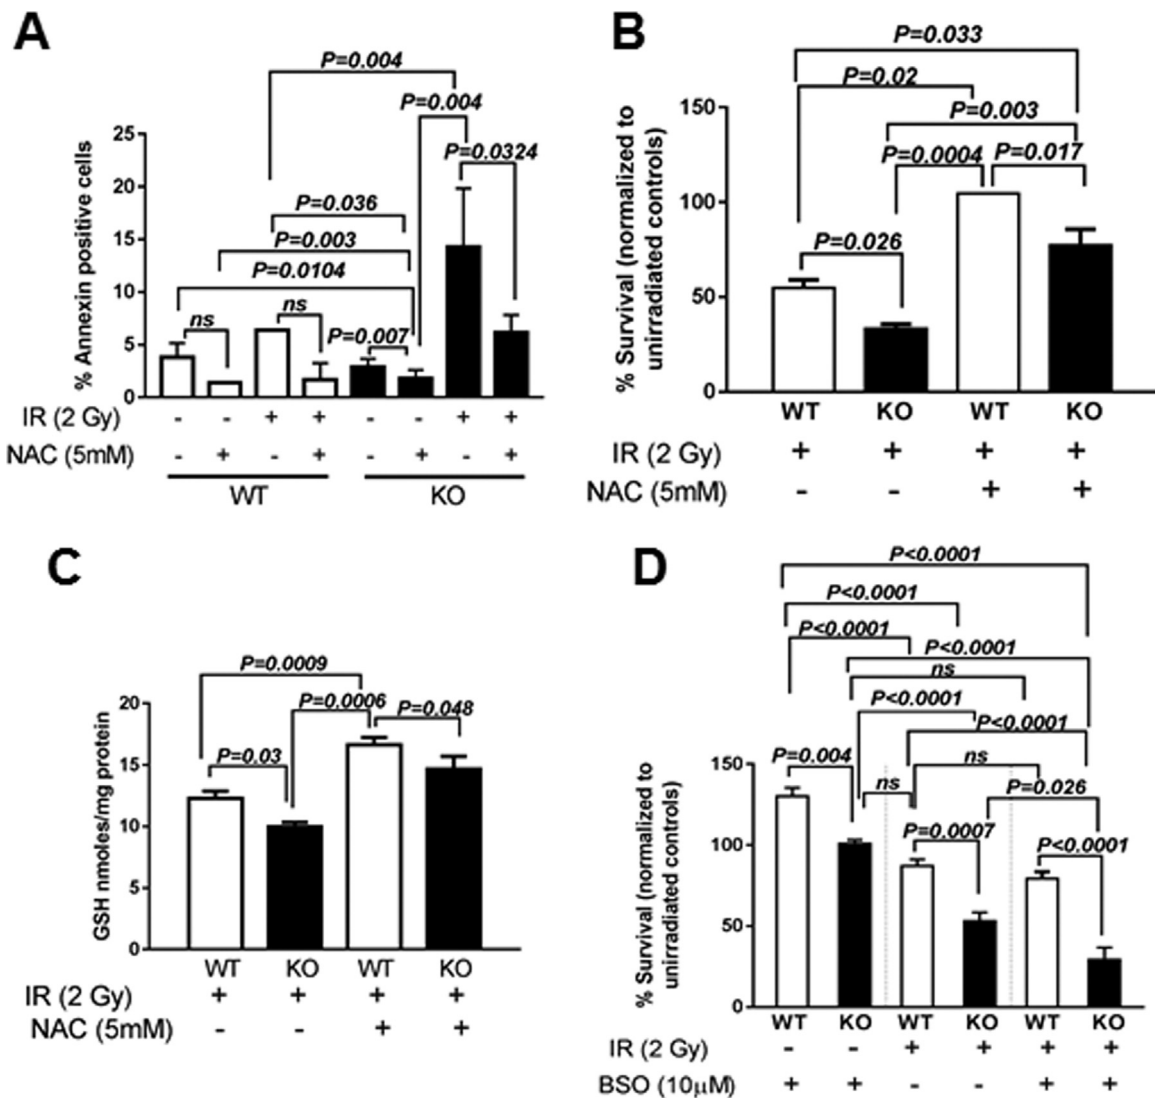 A
P=0.004
P=0.004
P=0.0324
P=0.036
P=0.003
P=0.0104
ns
ns
P=0.007
% Annexin positive cells
25
20
15
10
5
0
IR (2 Gy) - - + + - - + +
NAC (5mM) - + - + - + - +
WT KO
B
P=0.033
P=0.02
P=0.003
P=0.0004 P=0.017
P=0.026
% Survival (normalized to
unirradiated controls)
150
100
50
0
WT KO WT KO
IR (2 Gy) + + + +
NAC (5mM) - - + +
C
P=0.0009
P=0.0006 P=0.048
P=0.03
GSH nmoles/mg protein
20
15
10
5
0
WT KO WT KO
IR (2 Gy) + + + +
NAC (5mM) - - + +
D
P<0.0001
P<0.0001
P<0.0001
P<0.0001
ns
P<0.0001
P<0.0001
P=0.004 ns
ns P=0.026
P=0.0007 P<0.0001
% Survival (normalized to
unirradiated controls)
150
100
50
0
WT KO WT KO WT KO
IR (2 Gy) - - + + + +
BSO (10μM) + + - - + +